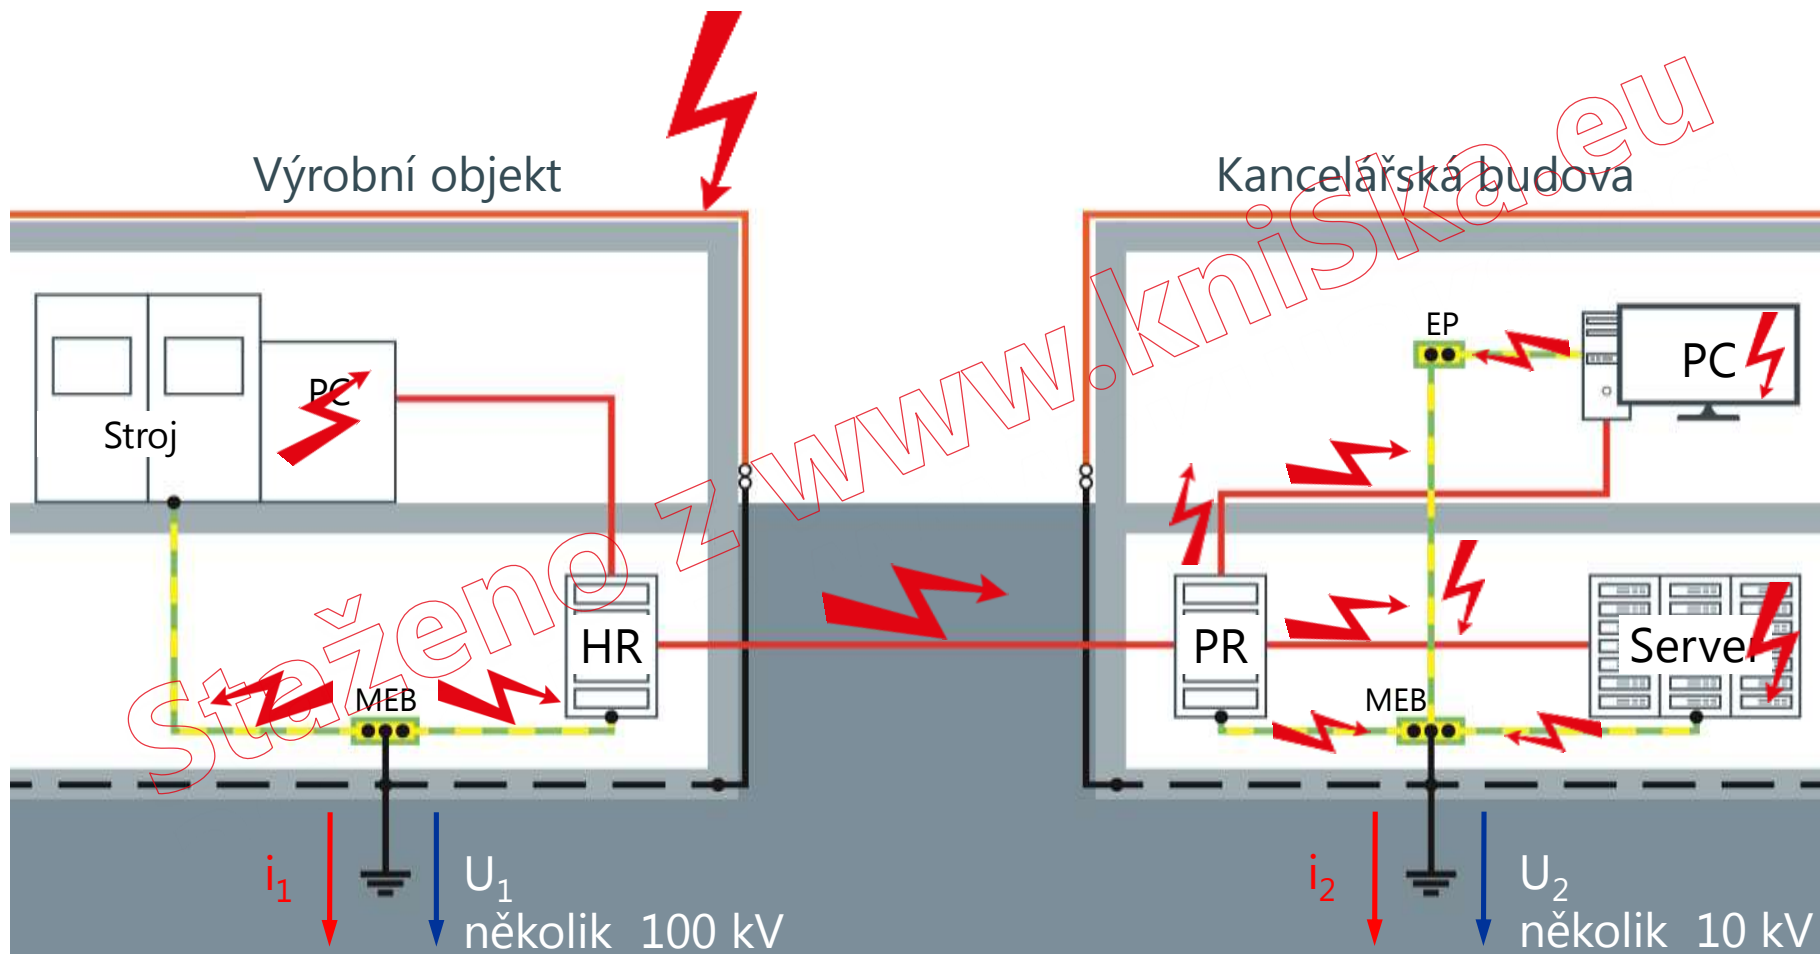 Výrobní objekt
Kancelářská budova
EP
PC
PC
Stroj
HR
PR
Server
MEB
MEB
i1
U1
několik 100 kV
i2
U2
několik 10 kV
Staženo z www.kniSka.eu